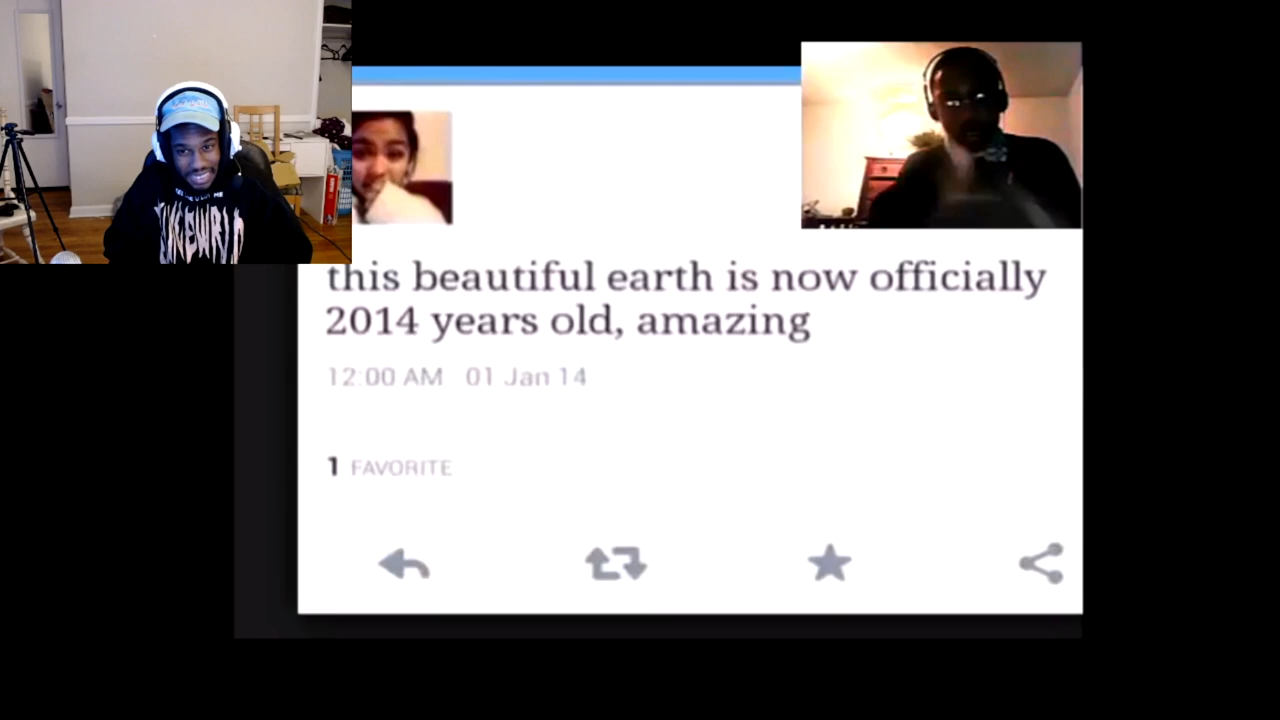 this beautiful earth is now officially
2014 years old, amazing
12:00 AM 01 Jan 14
1 FAVORITE